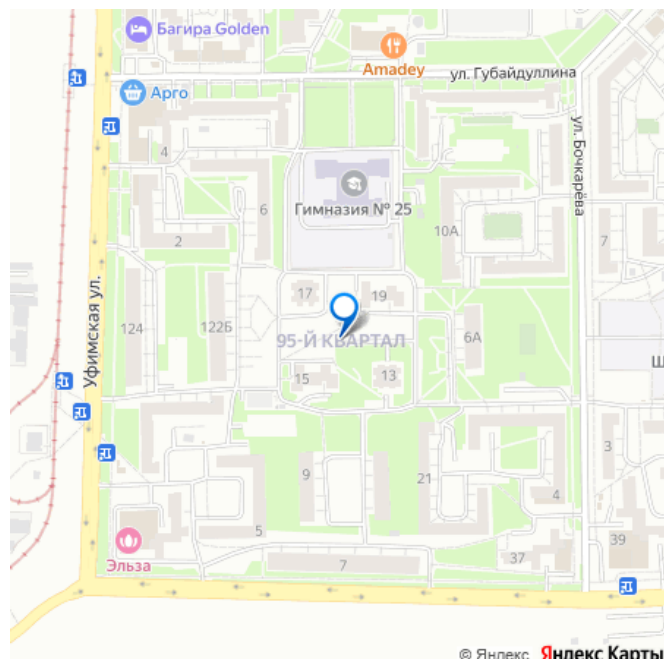 Багира Golden
Amadey
ул. Губайдуллина
Арго
ул. Бочкарёва
4
Гимназия № 25
6
10А
2
7
Уфимская ул.
17
19
124
122Б
95-Й КВАРТАЛ
6А
Ш
15
13
9
21
3
4
5
37
39
Эльза
7
© Яндекс Яндекс Карты